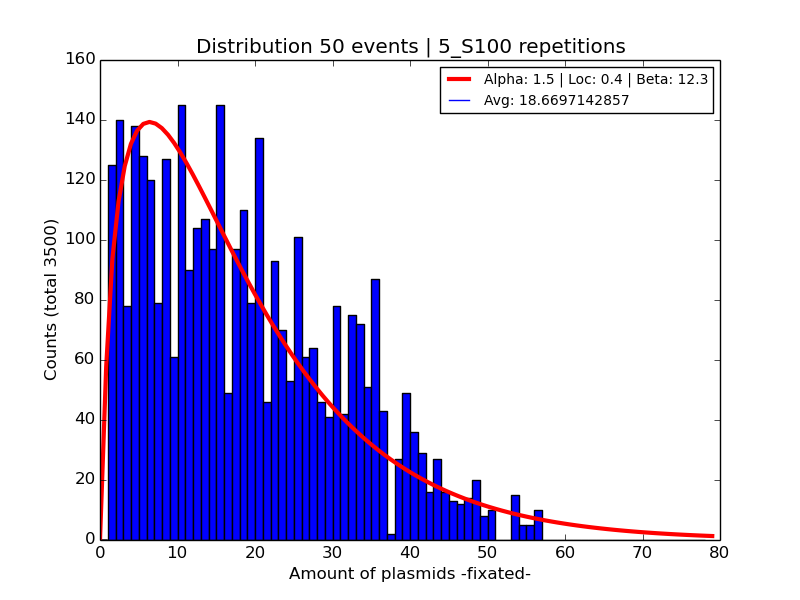 Distribution 50 events | 5_S100 repetitions
Alpha: 1.5 | Loc: 0.4 | Beta: 12.3
Avg: 18.6697142857
Counts (total 3500)
160
140
120
100
80
60
40
20
0
0 10 20 30 40 50 60 70 80
Amount of plasmids -fixated-